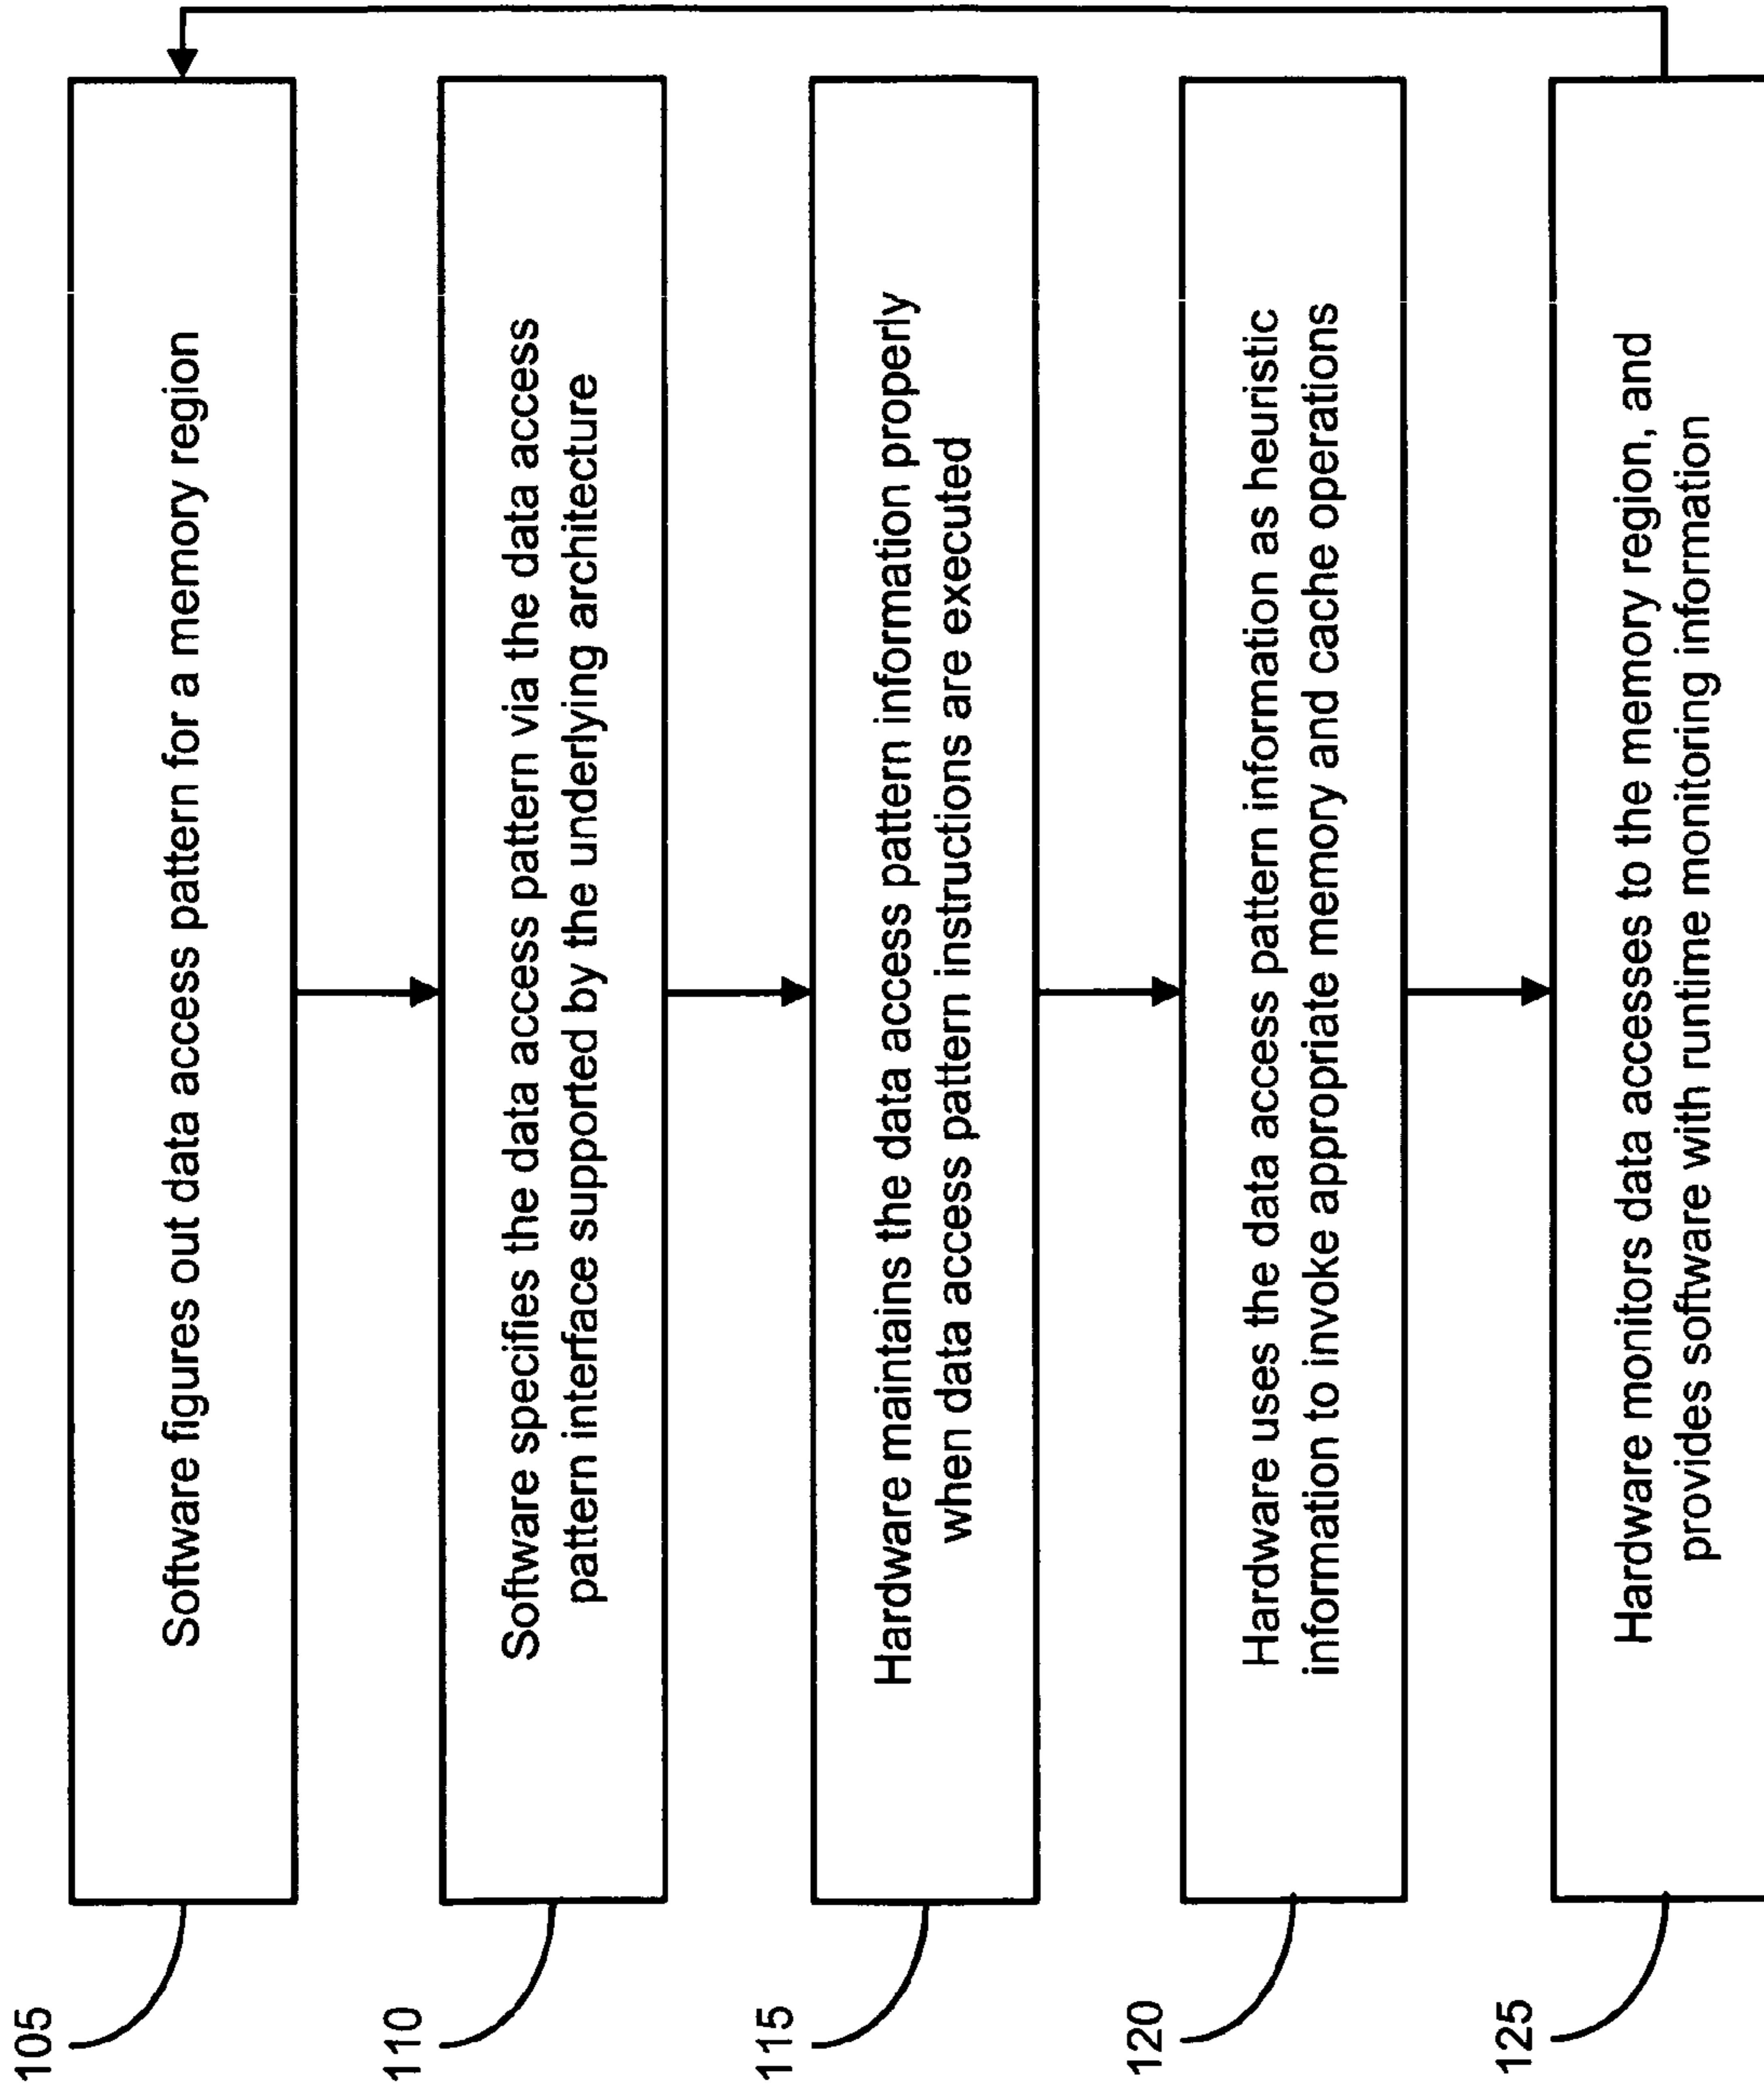 105
Software figures out data access pattern for a memory region
110
Software specifies the data access pattern via the data access
pattern interface supported by the underlying architecture
115
Hardware maintains the data access pattern information properly
when data access pattern instructions are executed
120
Hardware uses the data access pattern information as heuristic
information to invoke appropriate memory and cache operations
125
Hardware monitors data accesses to the memory region, and
provides software with runtime monitoring information